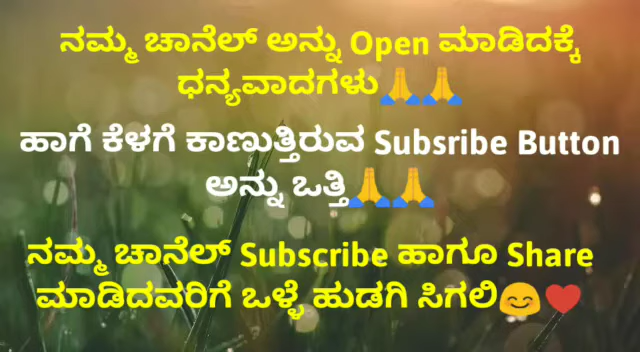 ನಮ್ಮ ಚಾನೆಲ್ ಅನ್ನು Open ಮಾಡಿದಕ್ಕೆ
ಧನ್ಯವಾದಗಳು🙏🙏
ಹಾಗೆ ಕೆಳಗೆ ಕಾಣುತ್ತಿರುವ Subsribe Button
ಅನ್ನು ಒತ್ತಿ🙏🙏
ನಮ್ಮ ಚಾನೆಲ್ Subscribe ಹಾಗೂ Share
ಮಾಡಿದವರಿಗೆ ಒಳ್ಳೆ ಹುಡಗಿ ಸಿಗಲಿ😊❤️